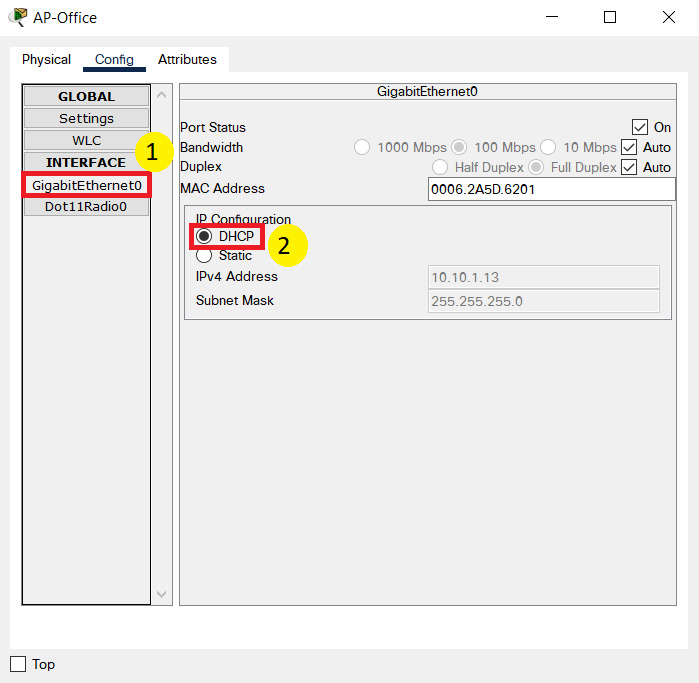 AP-Office
Physical Config Attributes
GLOBAL
Settings
WLC
INTERFACE
GigabitEthernet0
Dot11Radio0
1
GigabitEthernet0
Port Status On
Bandwidth 1000 Mbps 100 Mbps 10 Mbps Auto
Duplex Half Duplex Full Duplex Auto
MAC Address 0006.2A5D.6201
IP Configuration
DHCP
2
Static
IPv4 Address 10.10.1.13
Subnet Mask 255.255.255.0
Top